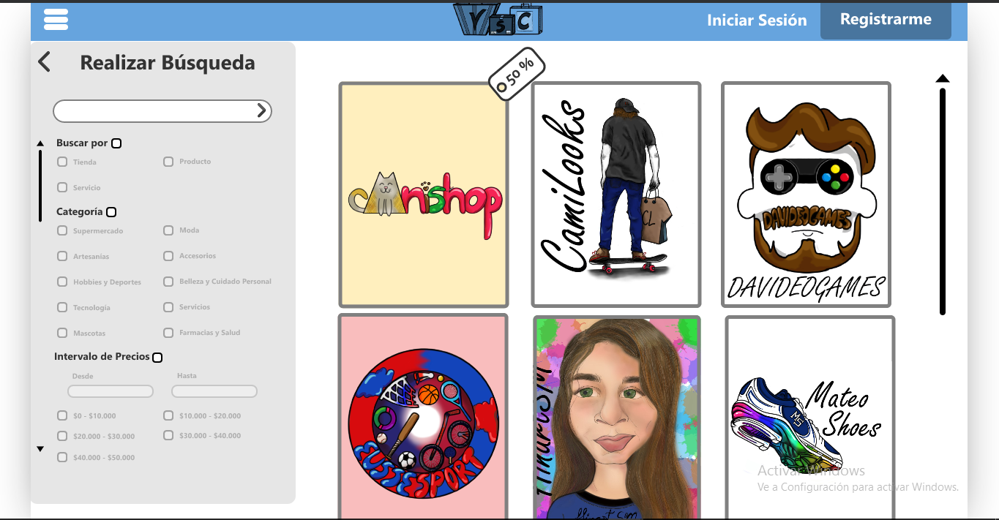 YSC
Iniciar Sesión
Registrarme
Realizar Búsqueda
Buscar por
Tienda
Producto
Servicio
Categoría
Supermercado
Moda
Artesanías
Accesorios
Hobbies y Deportes
Belleza y Cuidado Personal
Tecnología
Servicios
Mascotas
Farmacias y Salud
Intervalo de Precios
Desde
Hasta
$0 - $10.000
$10.000 - $20.000
$20.000 - $30.000
$30.000 - $40.000
$40.000 - $50.000
50 %
cAnishop
CamiLooks
CL
DAVIDEOGAMES
DAVIDEOGAMES
Mateo
Shoes
MS
Activar Windows
Ve a Configuración para activar Windows.